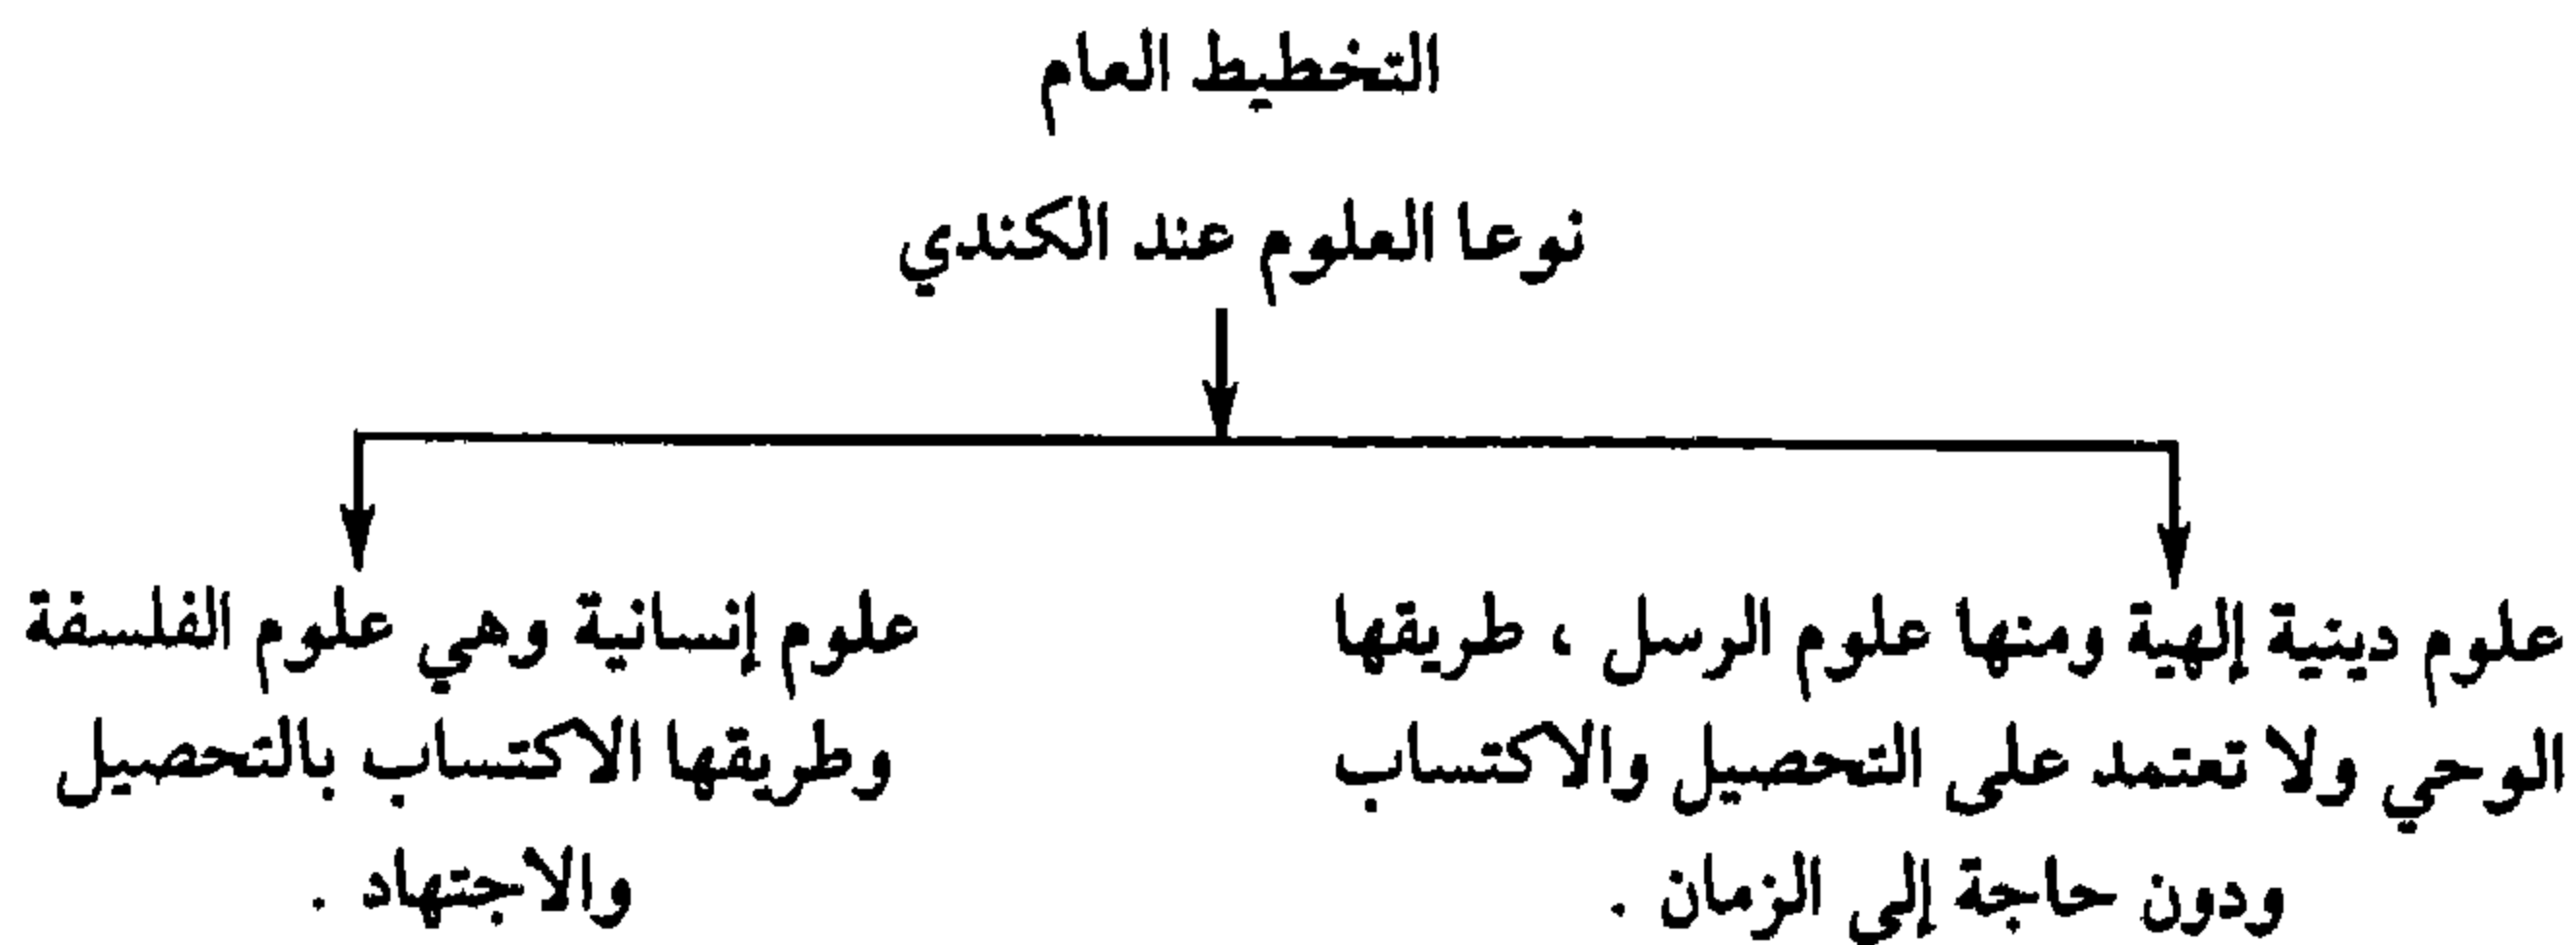 التخطيط العام
نوعا العلوم عند الكندي
علوم دينية إلهية ومنها علوم الرسل ، طريقها
الوحي ولا تعتمد على التحصيل والاكتساب
ودون حاجة إلى الزمان .
علوم إنسانية وهي علوم الفلسفة
وطريقها الاكتساب بالتحصيل
والاجتهاد .